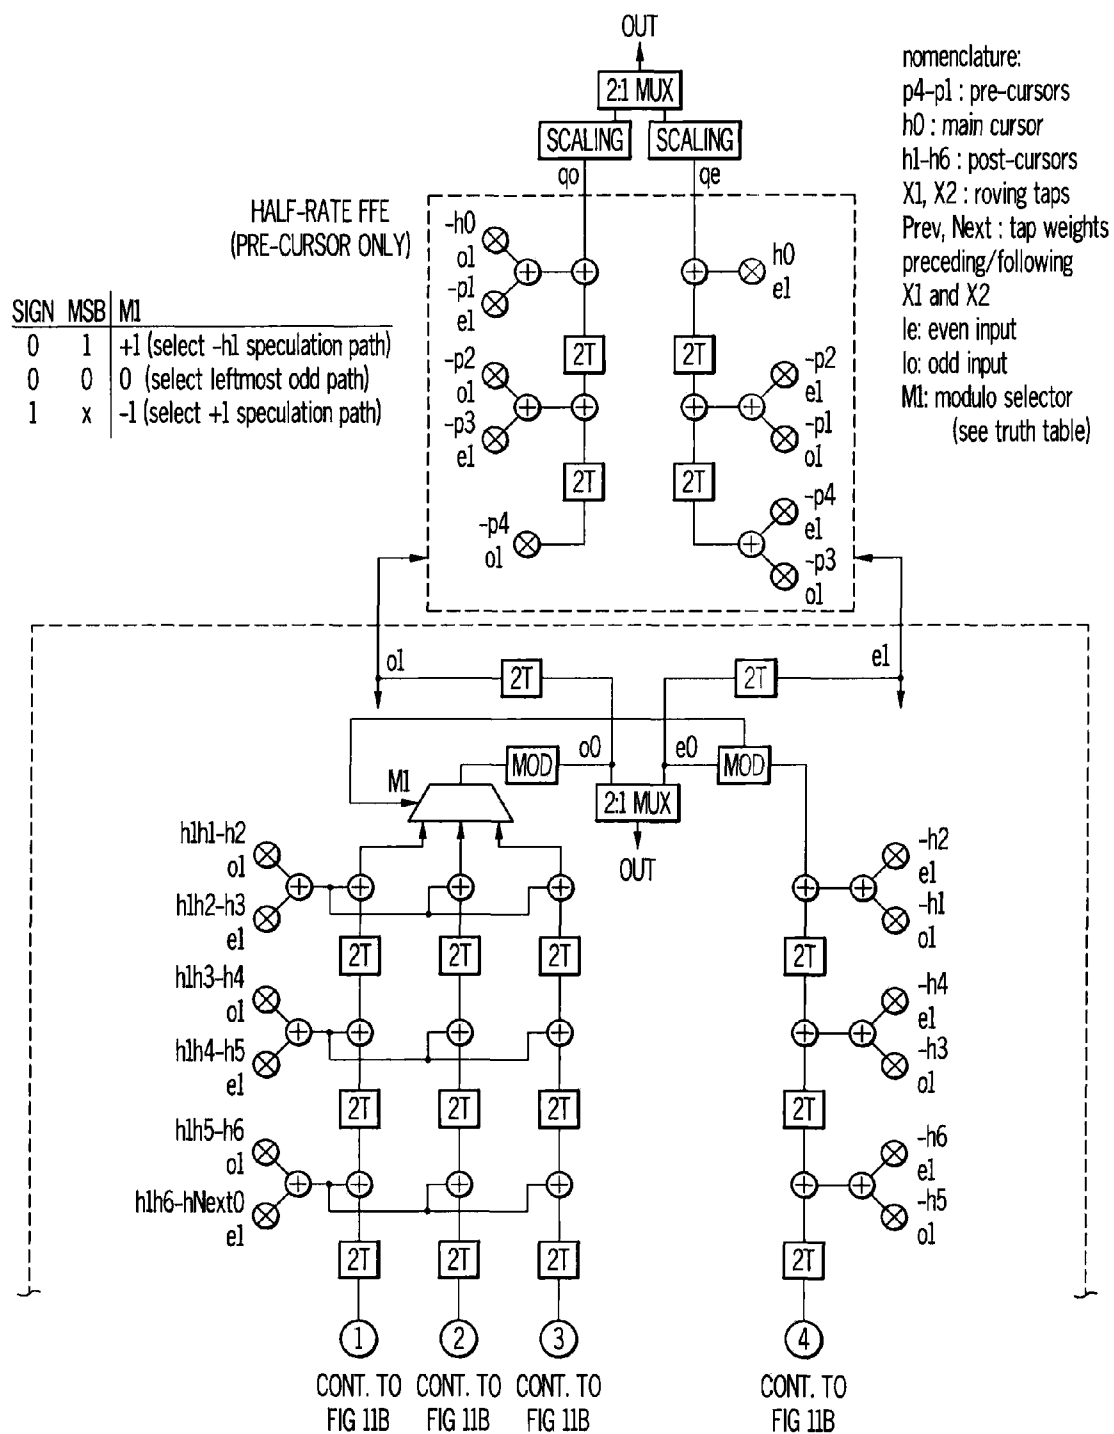 OUT
2:1 MUX
SCALING
SCALING
qo
qe
nomenclature:
p4-p1 : pre-cursors
h0 : main cursor
h1-h6 : post-cursors
X1, X2 : roving taps
Prev, Next : tap weights
preceding/following
X1 and X2
Ie: even input
Io: odd input
M1: modulo selector
(see truth table)
HALF-RATE FFE
(PRE-CURSOR ONLY)
SIGN MSB M1
0 1 +1 (select -h1 speculation path)
0 0 0 (select leftmost odd path)
1 x -1 (select +1 speculation path)
-h0
o1
-p1
e1
h0
e1
2T
2T
-p2
o1
-p3
e1
-p2
e1
-p1
o1
2T
2T
-p4
o1
-p4
e1
-p3
o1
o1
2T
2T
e1
M1
MOD
o0
e0
MOD
2:1 MUX
OUT
h1h1-h2
o1
h1h2-h3
e1
-h2
e1
-h1
o1
2T
2T
2T
2T
h1h3-h4
o1
h1h4-h5
e1
-h4
e1
-h3
o1
2T
2T
2T
2T
h1h5-h6
o1
h1h6-hNext0
e1
-h6
e1
-h5
o1
2T
2T
2T
2T
1
2
3
4
CONT. TO
FIG 11B
CONT. TO
FIG 11B
CONT. TO
FIG 11B
CONT. TO
FIG 11B